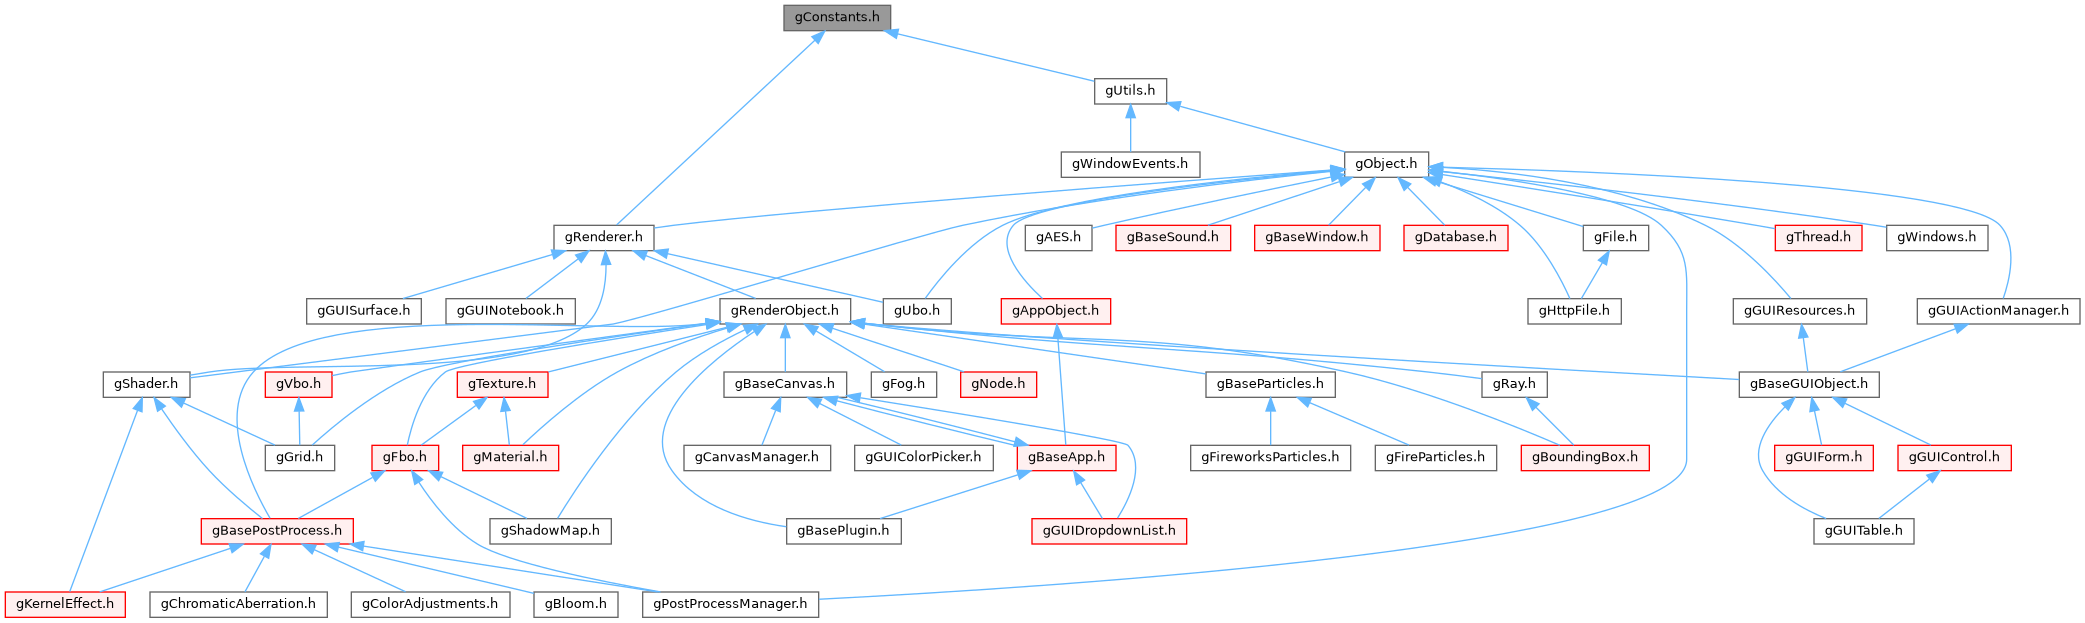 gConstants.h
gUtils.h
gWindowEvents.h
gObject.h
gRenderer.h
gAES.h
gBaseSound.h
gBaseWindow.h
gDatabase.h
gFile.h
gThread.h
gWindows.h
gGUISurface.h
gGUINotebook.h
gRenderObject.h
gUbo.h
gAppObject.h
gHttpFile.h
gGUIResources.h
gGUIActionManager.h
gShader.h
gVbo.h
gTexture.h
gBaseCanvas.h
gFog.h
gNode.h
gBaseParticles.h
gRay.h
gBaseGUIObject.h
gGrid.h
gFbo.h
gMaterial.h
gCanvasManager.h
gGUIColorPicker.h
gBaseApp.h
gFireworksParticles.h
gFireParticles.h
gBoundingBox.h
gGUIForm.h
gGUIControl.h
gBasePostProcess.h
gShadowMap.h
gBasePlugin.h
gGUIDropdownList.h
gGUITable.h
gKernelEffect.h
gChromaticAberration.h
gColorAdjustments.h
gBloom.h
gPostProcessManager.h